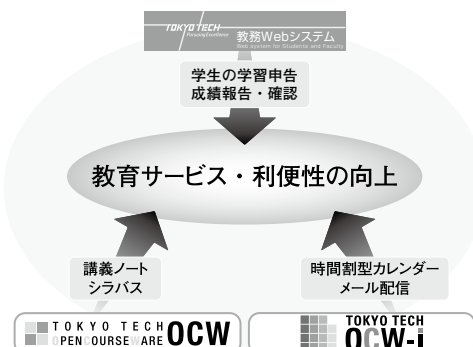 TOKYO TECH
Pursuing Excellence
教務Webシステム
Web system for Students and Faculty
学生の学習申告
成績報告・確認
教育サービス・利便性の向上
講義ノート
シラバス
時間割型カレンダー
メール配信
TOKYO TECH
OPENCOURSEWARE OCW
TOKYO TECH
OCW-i